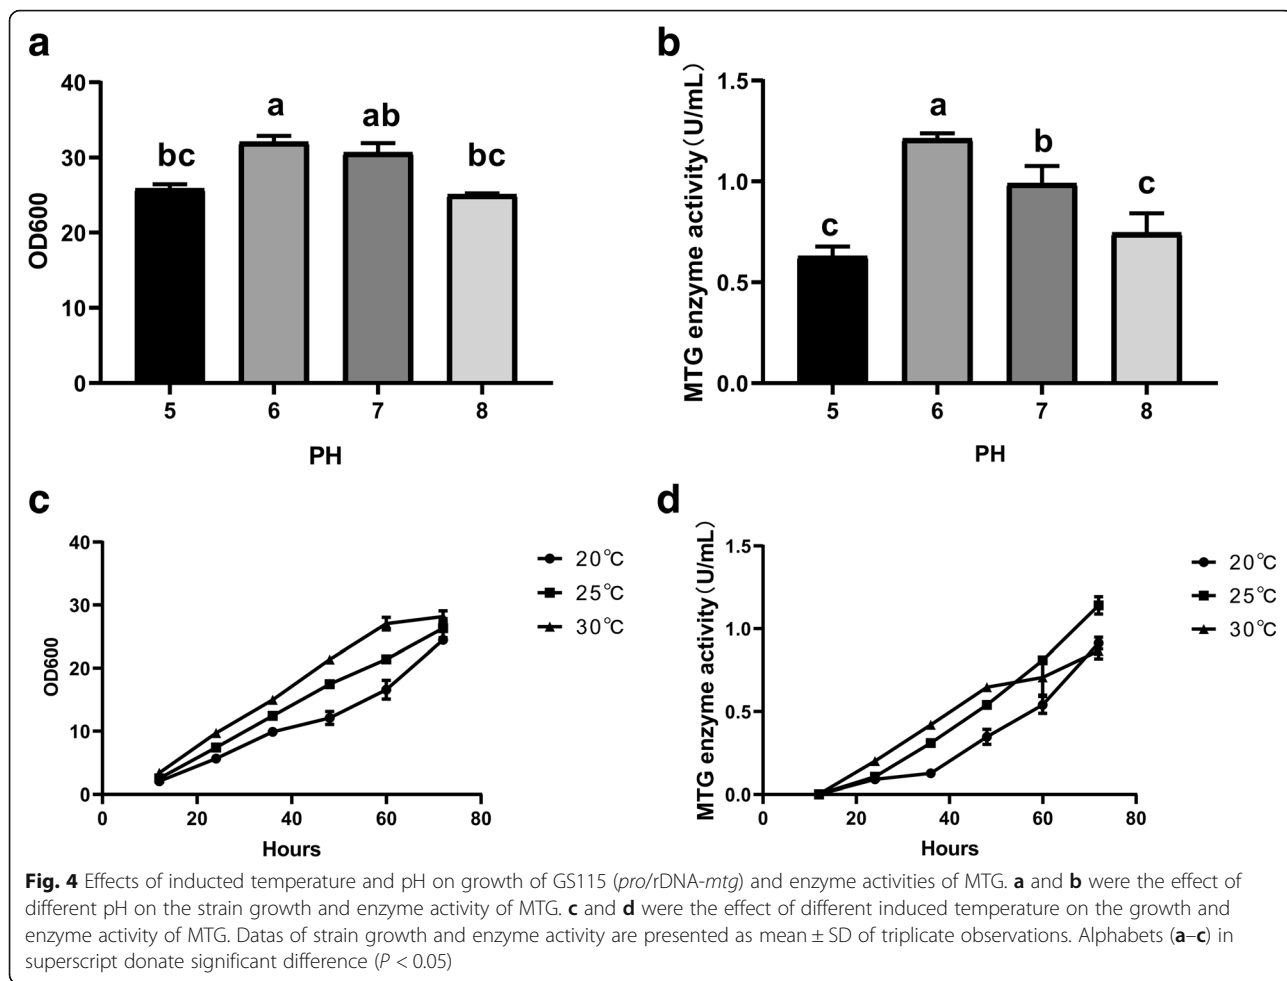 a
40
30
20
10
0
OD600
bc
a
ab
bc
5
6
7
8
PH
b
1.5
1.0
0.5
0.0
MTG enzyme activity(U/mL)
c
a
b
c
5
6
7
8
PH
c
40
30
20
10
0
OD600
0
20
40
60
80
Hours
20℃
25℃
30℃
d
1.5
1.0
0.5
0.0
MTG enzyme activity(U/mL)
0
20
40
60
80
Hours
20℃
25℃
30℃
Fig. 4 Effects of inducted temperature and pH on growth of GS115 (pro/rDNA-mtg) and enzyme activities of MTG. a and b were the effect of
different pH on the strain growth and enzyme activity of MTG. c and d were the effect of different induced temperature on the growth and
enzyme activity of MTG. Datas of strain growth and enzyme activity are presented as mean ± SD of triplicate observations. Alphabets (a–c) in
superscript donate significant difference (P < 0.05)